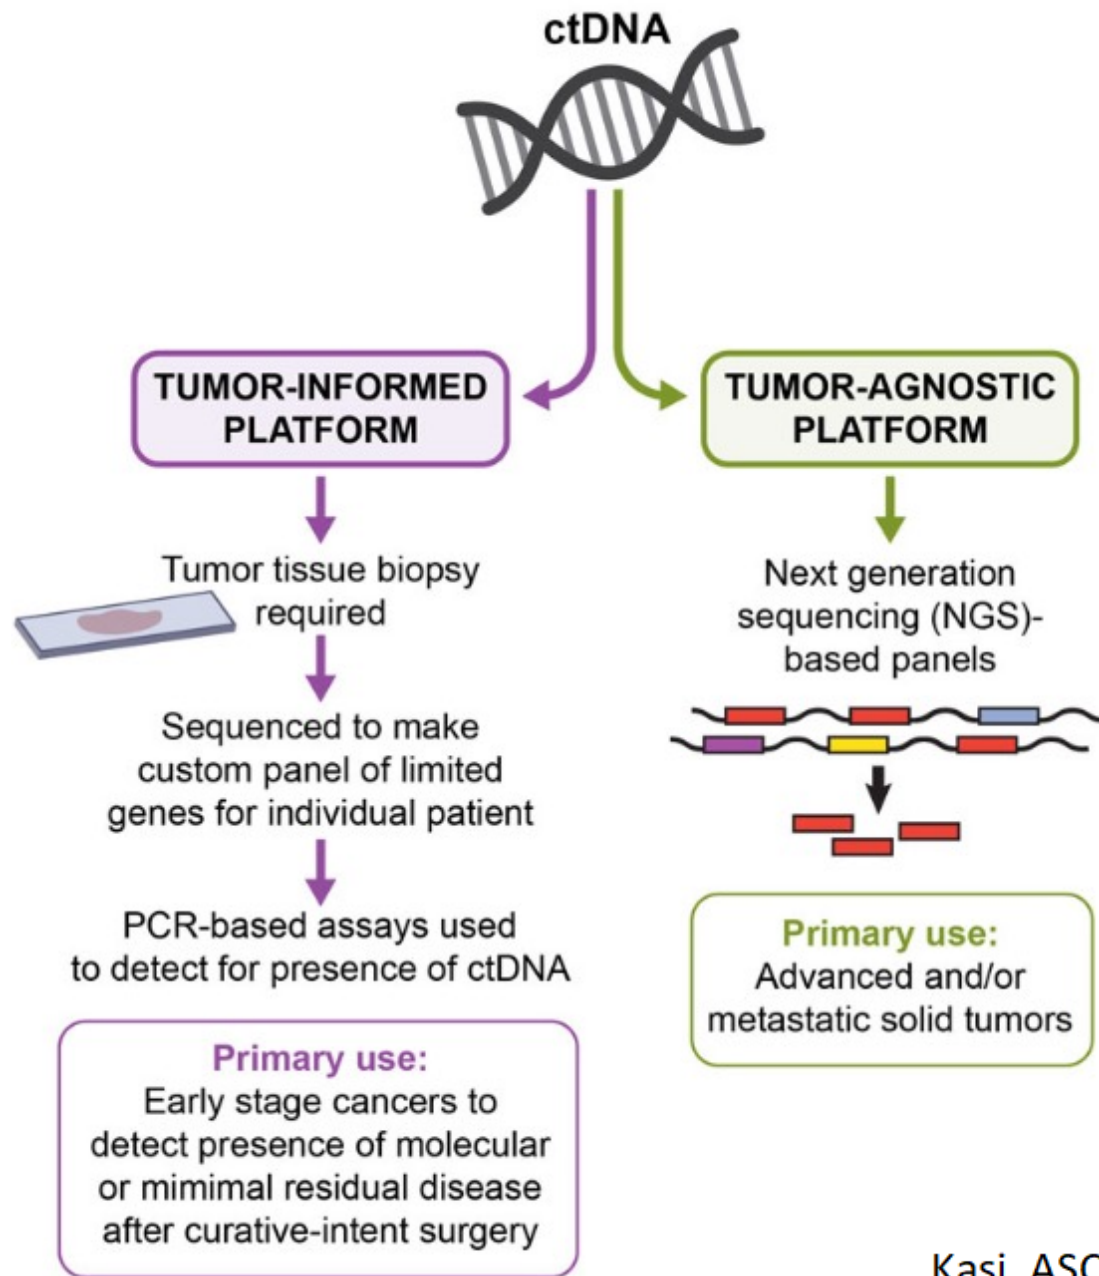 ctDNA
TUMOR-INFORMED
PLATFORM
Tumor tissue biopsy
required
Sequenced to make
custom panel of limited
genes for individual patient
PCR-based assays used
to detect for presence of ctDNA
Primary use:
Early stage cancers to
detect presence of molecular
or mimimal residual disease
after curative-intent surgery
TUMOR-AGNOSTIC
PLATFORM
Next generation
sequencing (NGS)-
based panels
Primary use:
Advanced and/or
metastatic solid tumors
Kasi, ASC